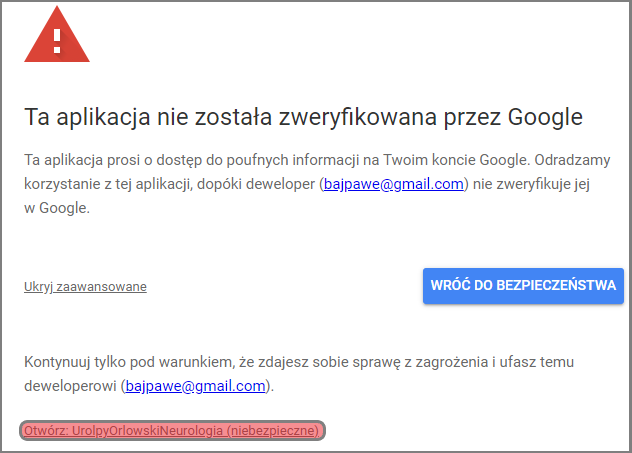 Ta aplikacja nie została zweryfikowana przez Google
Ta aplikacja prosi o dostęp do poufnych informacji na Twoim koncie Google. Odradzamy
korzystanie z tej aplikacji, dopóki deweloper (bajpawe@gmail.com) nie zweryfikuje jej
w Google.
Ukryj zaawansowane
WRÓĆ DO BEZPIECZEŃSTWA
Kontynuuj tylko pod warunkiem, że zdajesz sobie sprawę z zagrożenia i ufasz temu
deweloperowi (bajpawe@gmail.com).
Otwórz: UrolpyOrlowskiNeurologia (niebezpieczne)